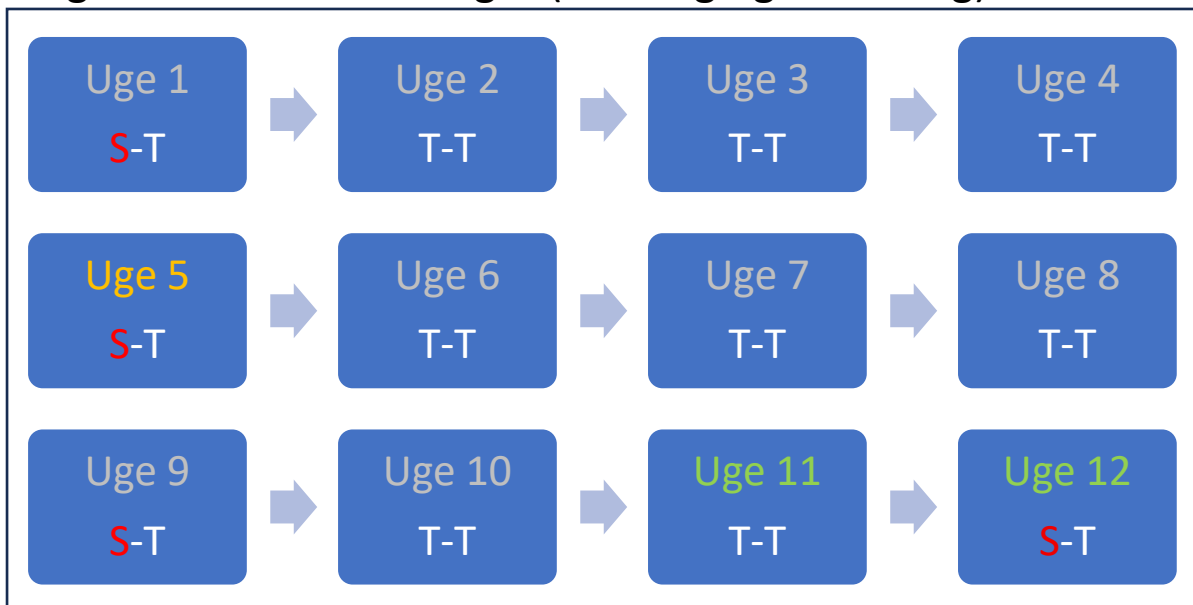 Uge 1
S-T
Uge 2
T-T
Uge 3
T-T
Uge 4
T-T
Uge 5
S-T
Uge 6
T-T
Uge 7
T-T
Uge 8
T-T
Uge 9
S-T
Uge 10
T-T
Uge 11
T-T
Uge 12
S-T